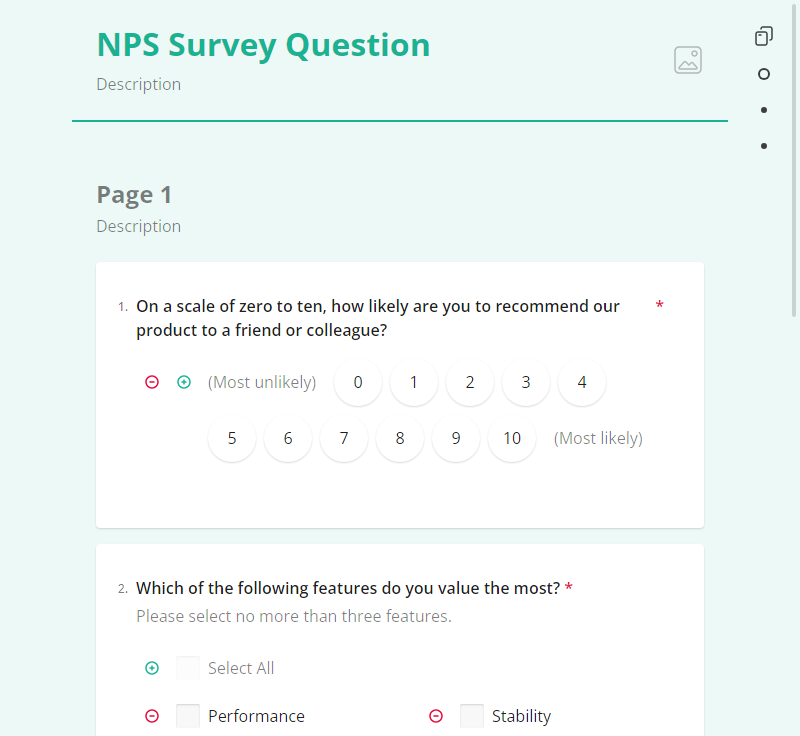 NPS Survey Question
Description
Page 1
Description
1. On a scale of zero to ten, how likely are you to recommend our *
product to a friend or colleague?
(Most unlikely) 0 1 2 3 4
5 6 7 8 9 10 (Most likely)
2. Which of the following features do you value the most? *
Please select no more than three features.
Select All
Performance Stability